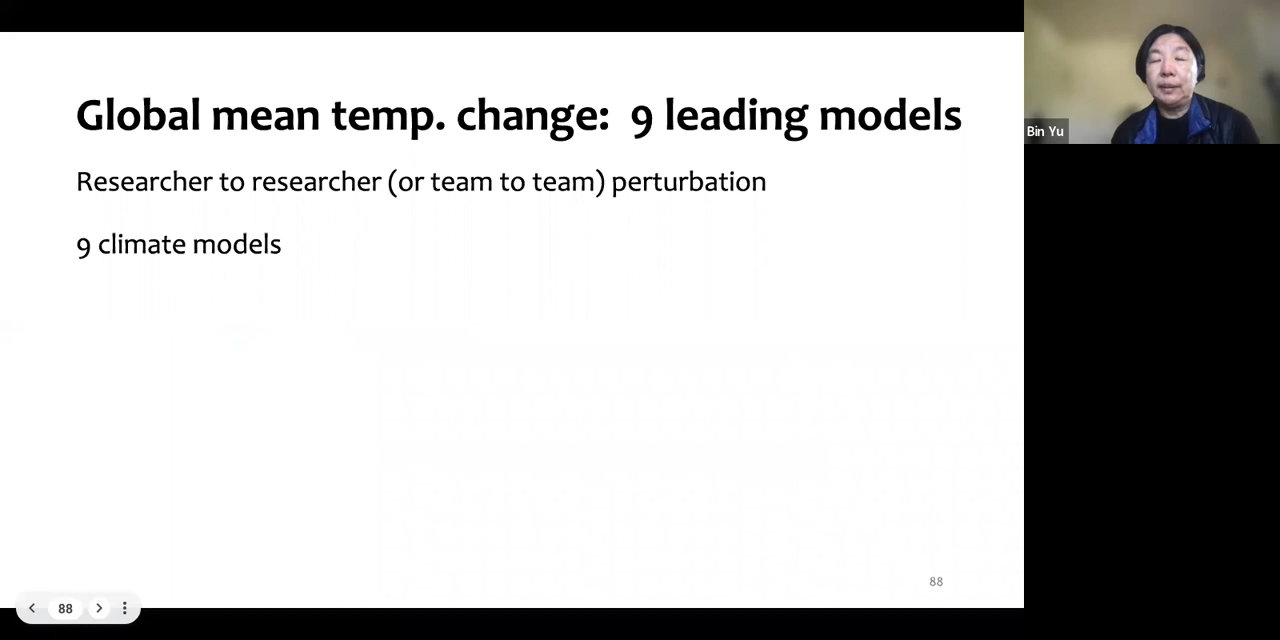 Global mean temp. change: 9 leading models
Researcher to researcher (or team to team) perturbation
9 climate models
Bin Yu
88
88